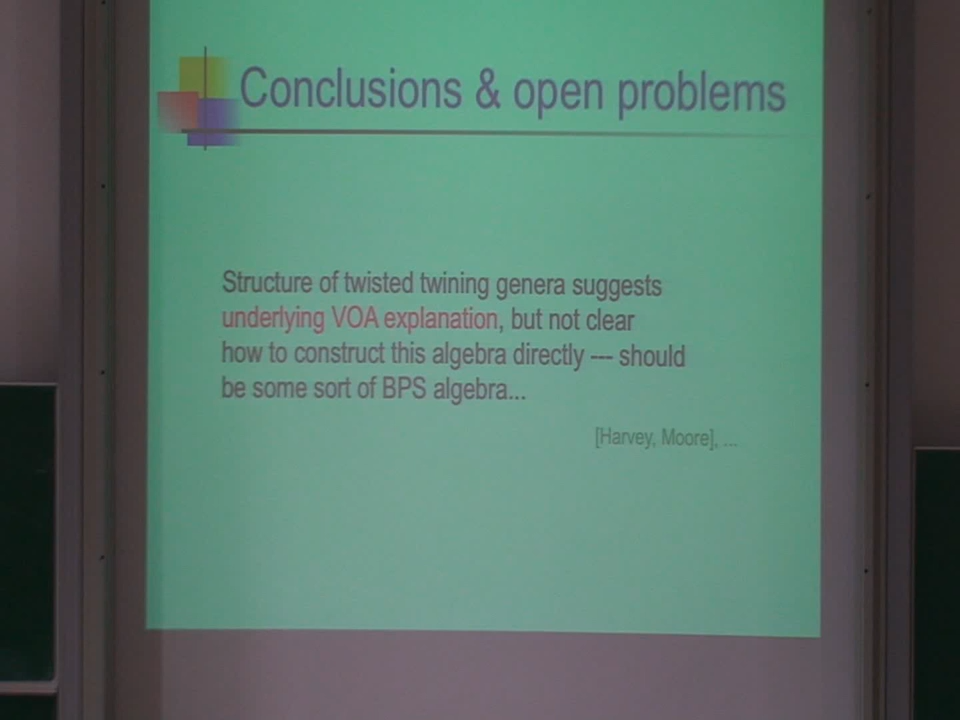 Conclusions & open problems
Structure of twisted twining genera suggests
underlying VOA explanation, but not clear
how to construct this algebra directly --- should
be some sort of BPS algebra...
[Harvey, Moore], ...